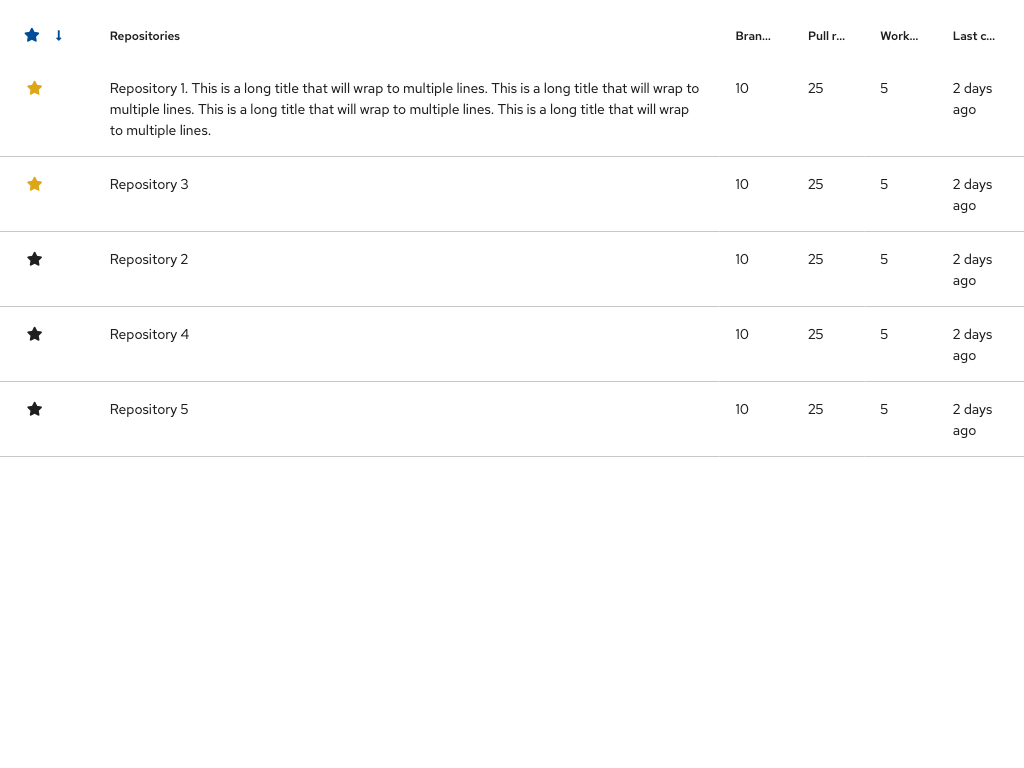 Repositories Bran... Pull r... Work... Last c...
Repository 1. This is a long title that will wrap to multiple lines. This is a long title that will wrap to 10 25 5 2 days
multiple lines. This is a long title that will wrap to multiple lines. This is a long title that will wrap ago
to multiple lines.
Repository 3 10 25 5 2 days
ago
Repository 2 10 25 5 2 days
ago
Repository 4 10 25 5 2 days
ago
Repository 5 10 25 5 2 days
ago